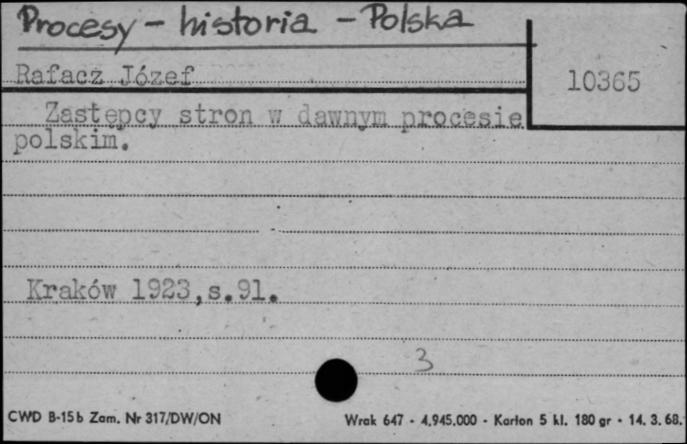 Procesy - historia - Polska
Rafacz Józef
10365
Zastępcy stron w dawnym procesie
polskim.
Kraków 1923,s.91.
3
CWD B-15b Zam. Nr 317/DW/ON
Wrak 647 - 4.945.000 - Karton 5 kl. 180 gr - 14. 3. 68.